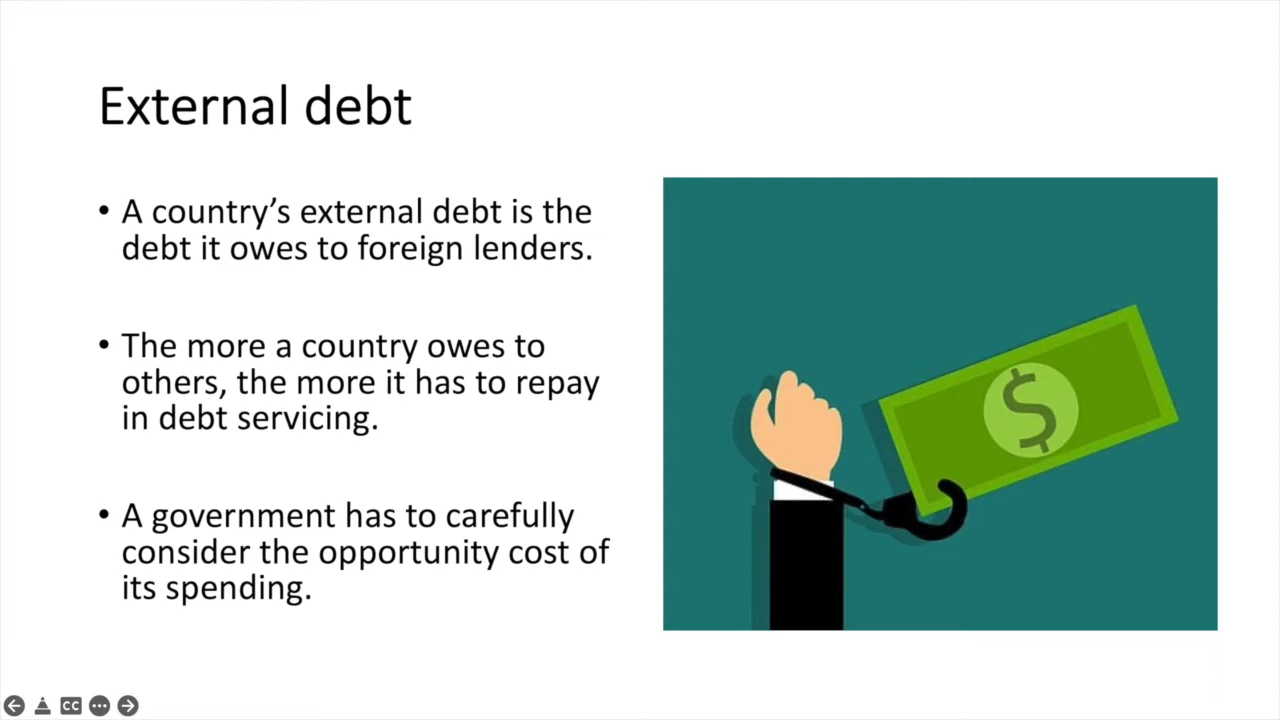 External debt
• A country’s external debt is the
debt it owes to foreign lenders.
• The more a country owes to
others, the more it has to repay
in debt servicing.
• A government has to carefully
consider the opportunity cost of
its spending.
$
CC